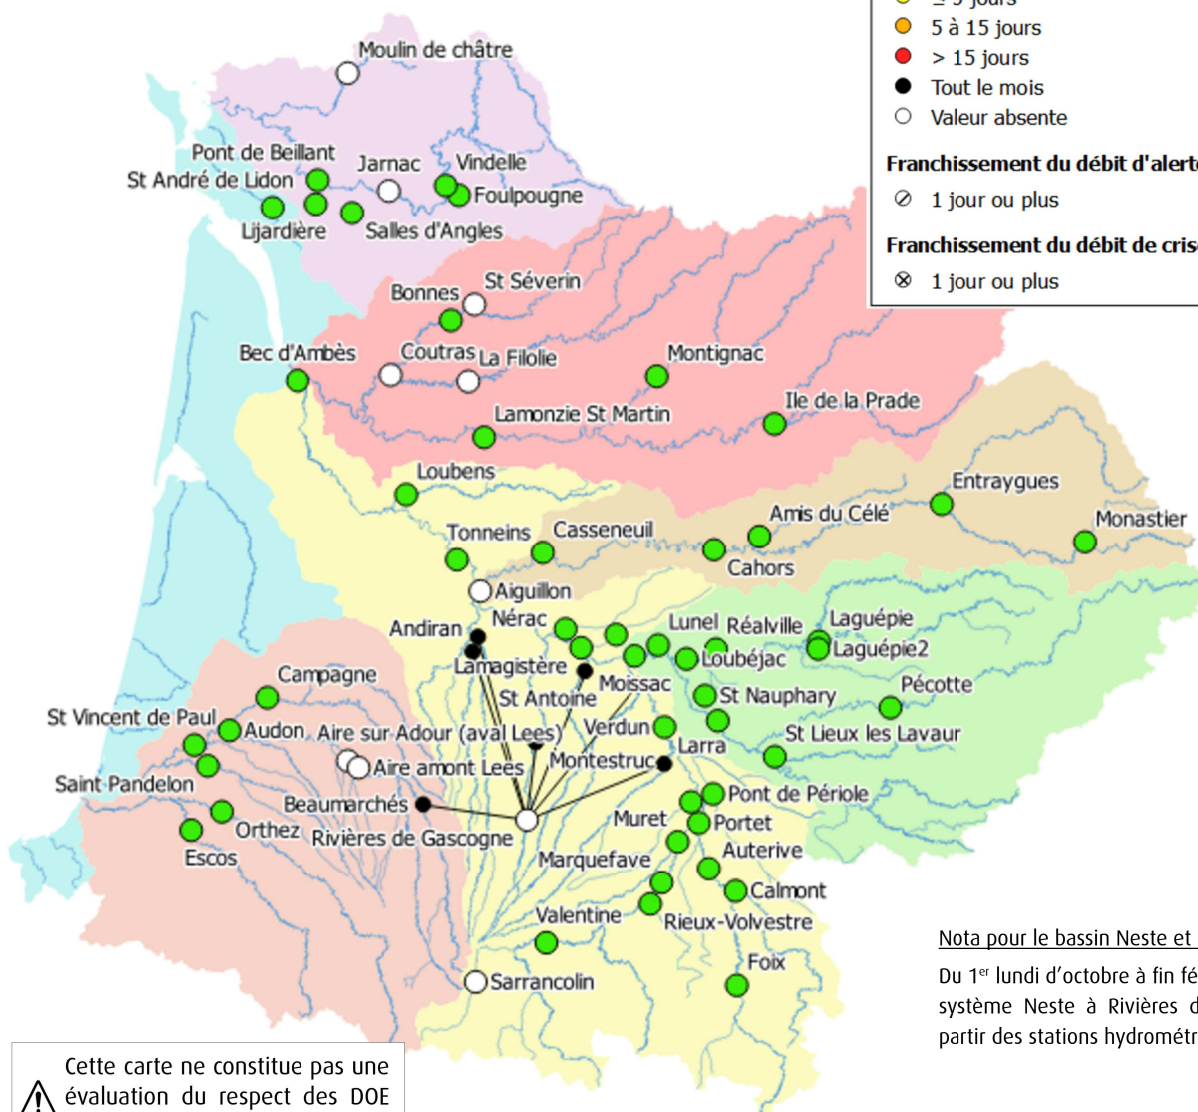 ≤ 5 jours
5 à 15 jours
> 15 jours
Tout le mois
Valeur absente
Franchissement du débit d'alerte
1 jour ou plus
Franchissement du débit de crise
1 jour ou plus
Moulin de châtre
Pont de Beillant
Jarnac
Vindelle
St André de Lidon
Foulpougne
Lijardière
Salles d'Angles
St Séverin
Bonnes
Bec d'Ambès
Coutras
La Filolie
Montignac
Ile de la Prade
Lamonzie St Martin
Loubens
Entraygues
Amis du Célé
Monastier
Tonneins
Casseneuil
Cahors
Aiguillon
Andiran
Nérac
Lunel
Réalville
Laguépie
Laguépie2
Lamagistère
Loubéjac
Campagne
St Antoine
Moissac
St Nauphary
Pécotte
St Vincent de Paul
Audon
Aire sur Adour (aval Lees)
Verdun
St Lieux les Lavaur
Larra
Aire amont Lees
Montestruc
Saint Pandelon
Beaumarchés
Pont de Périole
Orthez
Rivières de Gascogne
Muret
Portet
Escos
Marquefave
Auterive
Calmont
Valentine
Rieux-Volvestre
Foix
Sarrancolin
Nota pour le bassin Neste et
Du 1er lundi d'octobre à fin fé
système Neste à Rivières d
partir des stations hydrométr
Cette carte ne constitue pas une
évaluation du respect des DOE